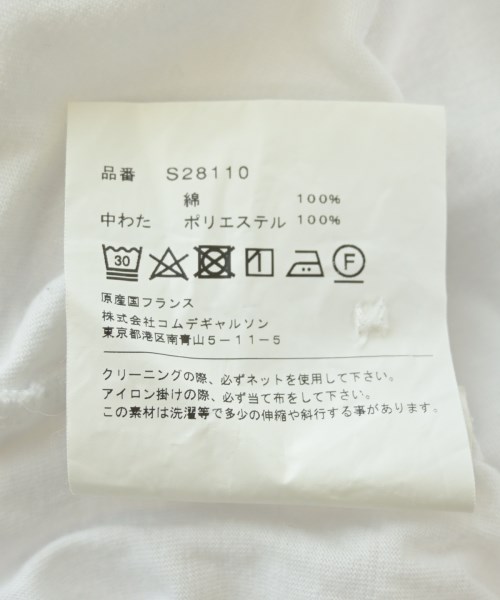 品番 S28110
綿 100%
中わた ポリエステル 100%
30 F
原産国フランス
株式会社コムデギャルソン
東京都港区南青山5-11-5
クリーニングの際、必ずネットを使用して下さい。
アイロン掛けの際、必ず当て布をして下さい。
この素材は洗濯等で多少の伸縮や斜行する事があります。